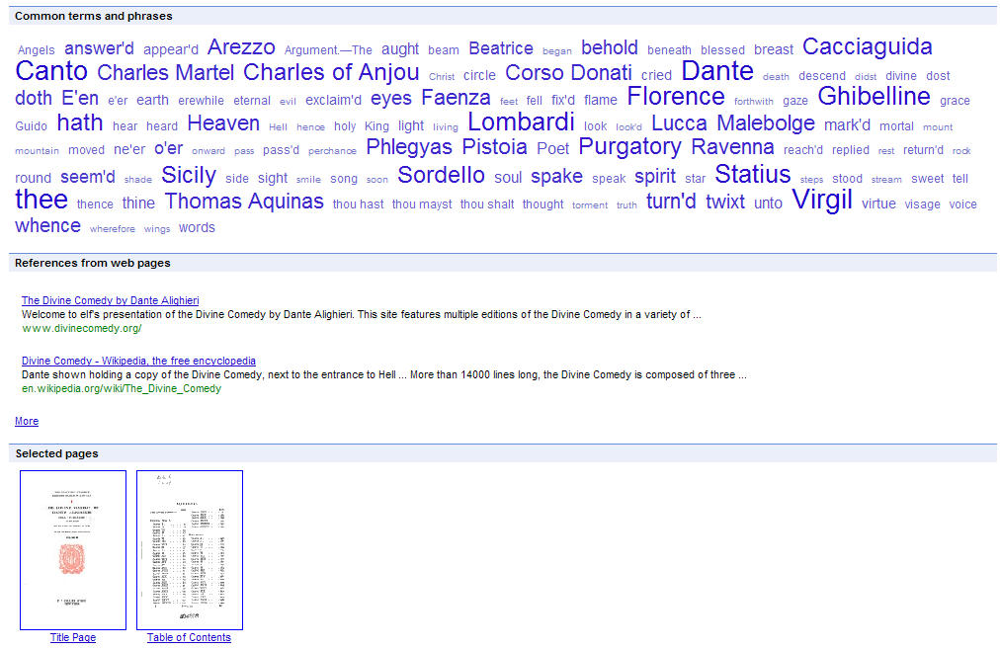 Common terms and phrases
Angels answer'd appear'd Arezzo Argument.—The aught beam Beatrice began behold beneath blessed breast Cacciaguida
Canto Charles Martel Charles of Anjou Christ circle Corso Donati cried Dante death descend didst divine dost
doth E'en e'er earth erewhile eternal evil exclaim'd eyes Faenza feet fell fix'd flame Florence forthwith gaze Ghibelline grace
Guido hath hear heard Heaven Hell hence holy King light living Lombardi look look'd Lucca Malebolge mark'd mortal mount
mountain moved ne'er o'er onward pass pass'd perchance Phlegyas Pistoia Poet Purgatory Ravenna reach'd replied rest return'd rock
round seem'd shade Sicily side sight smile song soon Sordello soul spake speak spirit star Statius steps stood stream sweet tell
thee thence thine Thomas Aquinas thou hast thou mayst thou shalt thought torment truth turn'd twixt unto Virgil virtue visage voice
whence wherefore wings words
References from web pages
The Divine Comedy by Dante Alighieri
Welcome to elf's presentation of the Divine Comedy by Dante Alighieri. This site features multiple editions of the Divine Comedy in a variety of ...
www.divinecomedy.org/
Divine Comedy - Wikipedia, the free encyclopedia
Dante shown holding a copy of the Divine Comedy, next to the entrance to Hell ... More than 14000 lines long, the Divine Comedy is composed of three ...
en.wikipedia.org/wiki/The_Divine_Comedy
More
Selected pages
Title Page
Table of Contents